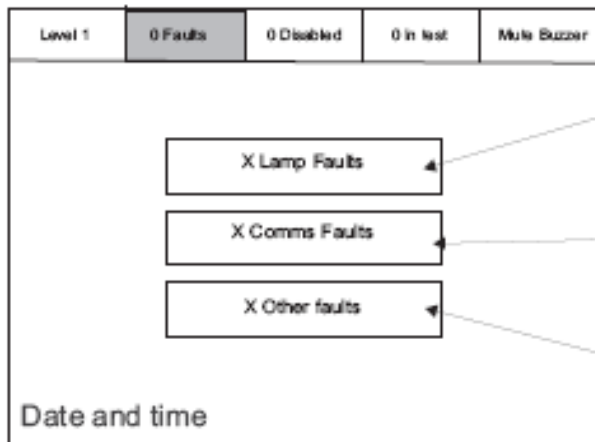 Level 1
0 Faults
0 Disabled
0 in test
Mute Buzzer
X Lamp Faults
X Comms Faults
X Other faults
Date and time